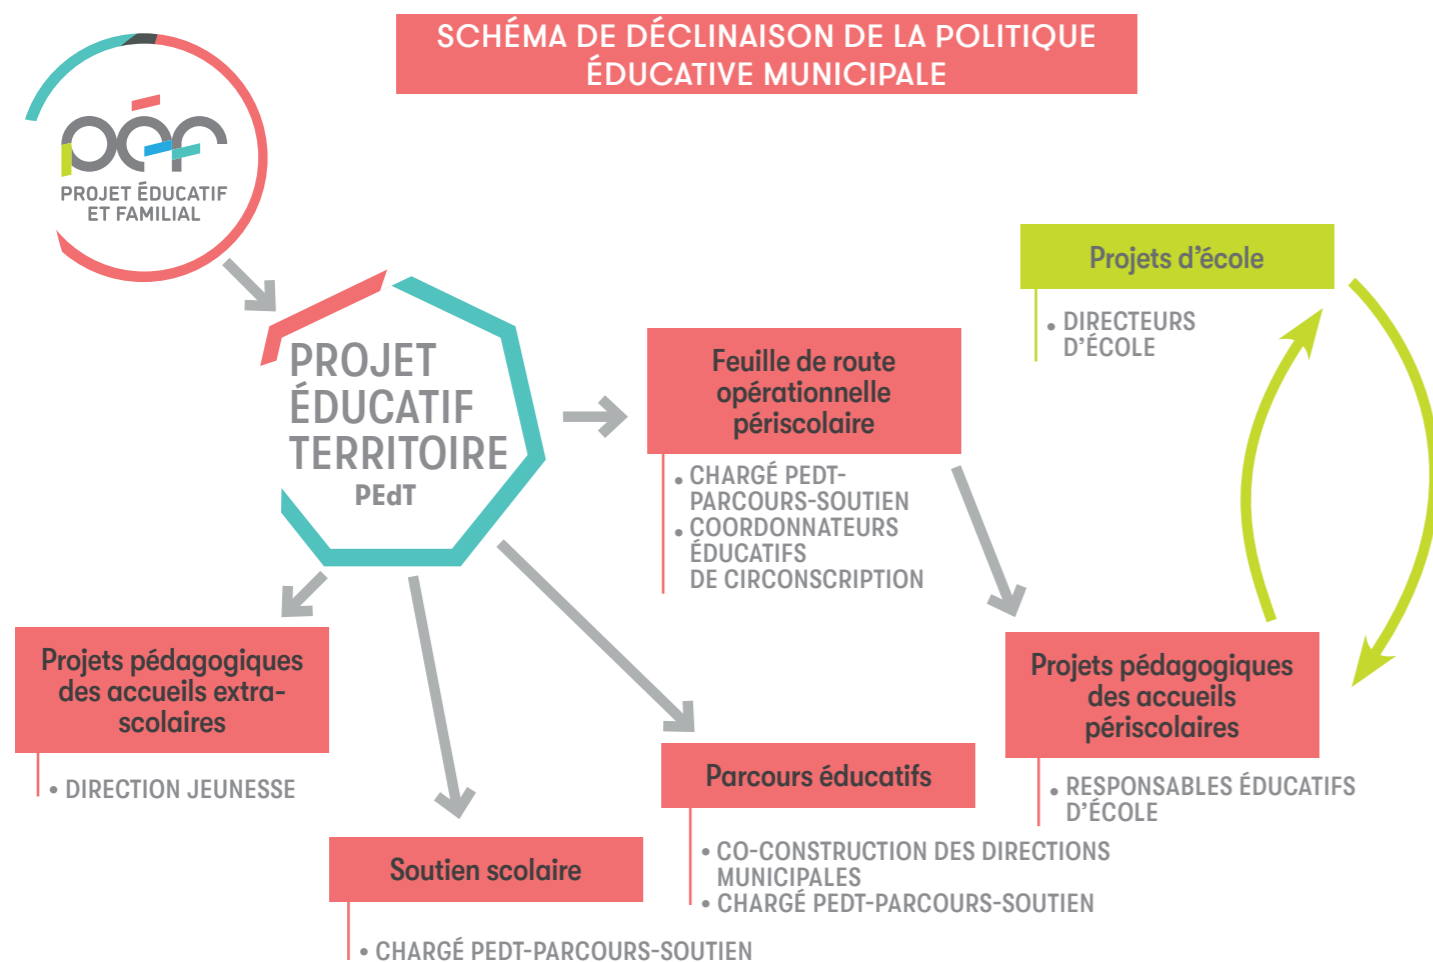 SCHÉMA DE DÉCLINAISON DE LA POLITIQUE
ÉDUCATIVE MUNICIPALE
péf
PROJET ÉDUCATIF
ET FAMILIAL
PROJET
ÉDUCATIF
TERRITOIRE
PEdT
Feuille de route
opérationnelle
périscolaire
• CHARGÉ PEDT-
PARCOURS-SOUTIEN
• COORDONNATEURS
ÉDUCATIFS
DE CIRCONSCRIPTION
Projets d’école
• DIRECTEURS
D’ÉCOLE
Projets pédagogiques
des accueils extra-
scolaires
• DIRECTION JEUNESSE
Soutien scolaire
• CHARGÉ PEDT-PARCOURS-SOUTIEN
Parcours éducatifs
• CO-CONSTRUCTION DES DIRECTIONS
MUNICIPALES
• CHARGÉ PEDT-PARCOURS-SOUTIEN
Projets pédagogiques
des accueils
périscolaires
• RESPONSABLES ÉDUCATIFS
D’ÉCOLE